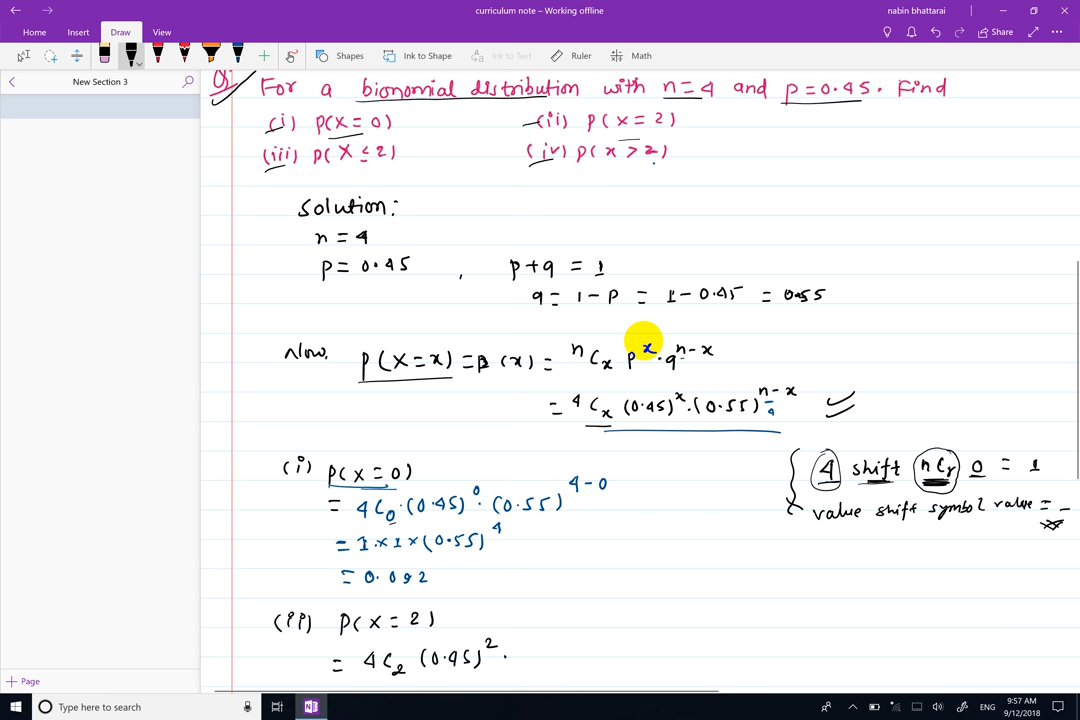 curriculum note – Working offline
nabin bhattarai
Home Insert Draw View
Share
Shapes Ink to Shape Ink to Text Ruler Math
New Section 3
Q. For a bionomial distribution with n=4 and p=0.45. Find
(i) P(X=0) (ii) P(x=2)
(iii) P(X≤2) (iv) P(x>2)
Solution:
n = 4
p = 0.45 , p+q = 1
q = 1-p = 1-0.45 = 0.55
Now, P(X=x) = p(x) = ⁿCₓ pˣ.qⁿ⁻ˣ
= ⁴Cₓ (0.45)ˣ.(0.55)ⁿ⁻ˣ
4
(i) P(X=0)
= 4C₀.(0.45)⁰.(0.55)⁴⁻⁰
= 1×1×(0.55)⁴
= 0.092
{ 4 shift nCr 0 = 1
value shift symbol value = -
(ii) P(X=2)
= 4C₂ (0.45)².
Page
Type here to search
ENG
9:57 AM
9/12/2018